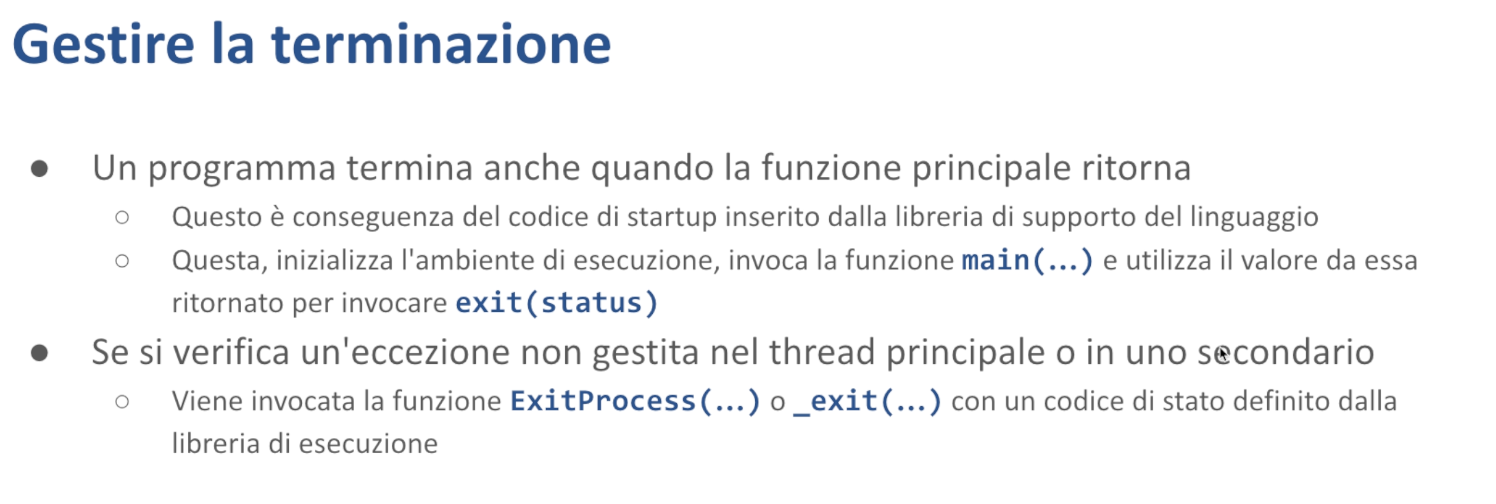 Gestire la terminazione
● Un programma termina anche quando la funzione principale ritorna
○ Questo è conseguenza del codice di startup inserito dalla libreria di supporto del linguaggio
○ Questa, inizializza l'ambiente di esecuzione, invoca la funzione main(...) e utilizza il valore da essa
ritornato per invocare exit(status)
● Se si verifica un'eccezione non gestita nel thread principale o in uno secondario
○ Viene invocata la funzione ExitProcess(...) o _exit(...) con un codice di stato definito dalla
libreria di esecuzione